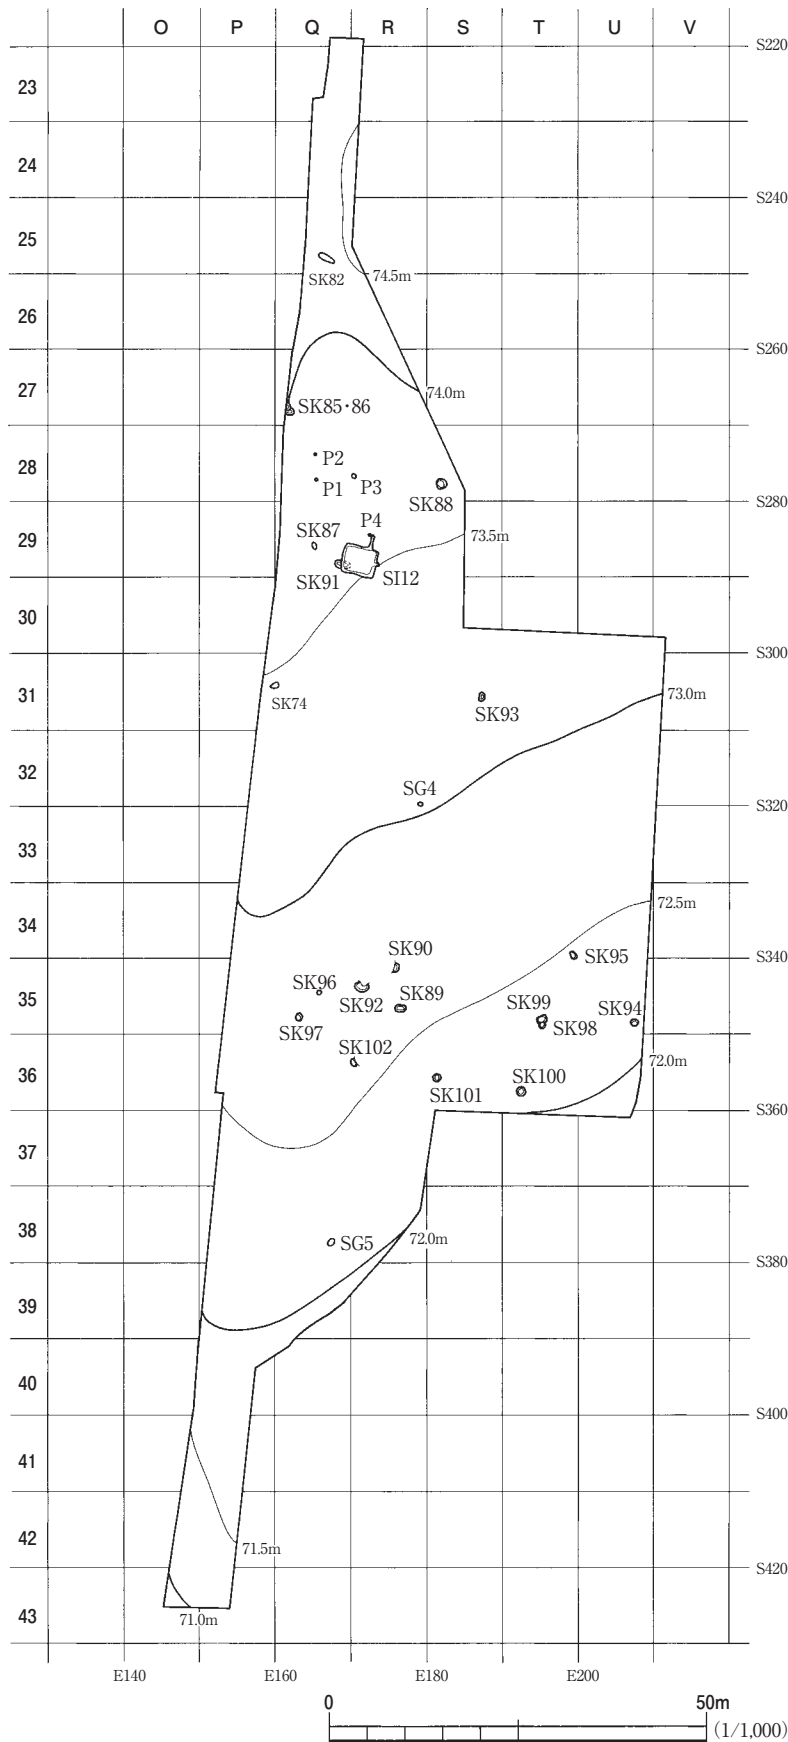 O P Q R S T U V
S220
23
24
S240
25
SK82
74.5m
26
S260
27
74.0m
SK85・86
P2
28
P1
P3
SK88
S280
P4
SK87
29
73.5m
SK91
SI12
30
S300
31
SK74
SK93
73.0m
32
SG4
S320
33
34
72.5m
SK90
SK95
S340
SK96
35
SK92
SK89
SK99
SK94
SK97
SK98
SK102
72.0m
36
SK101
SK100
S360
37
38
SG5
72.0m
S380
39
40
S400
41
42
71.5m
S420
43
71.0m
E140 E160 E180 E200
0 50m
(1/1,000)